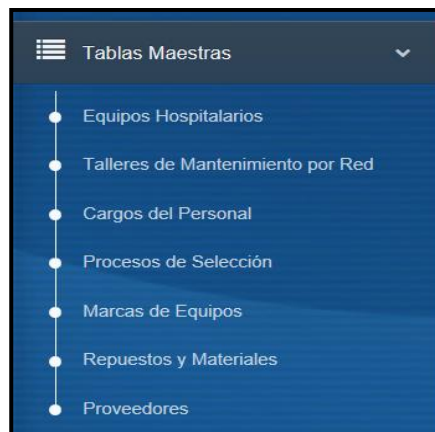 Tablas Maestras
Equipos Hospitalarios
Talleres de Mantenimiento por Red
Cargos del Personal
Procesos de Selección
Marcas de Equipos
Repuestos y Materiales
Proveedores